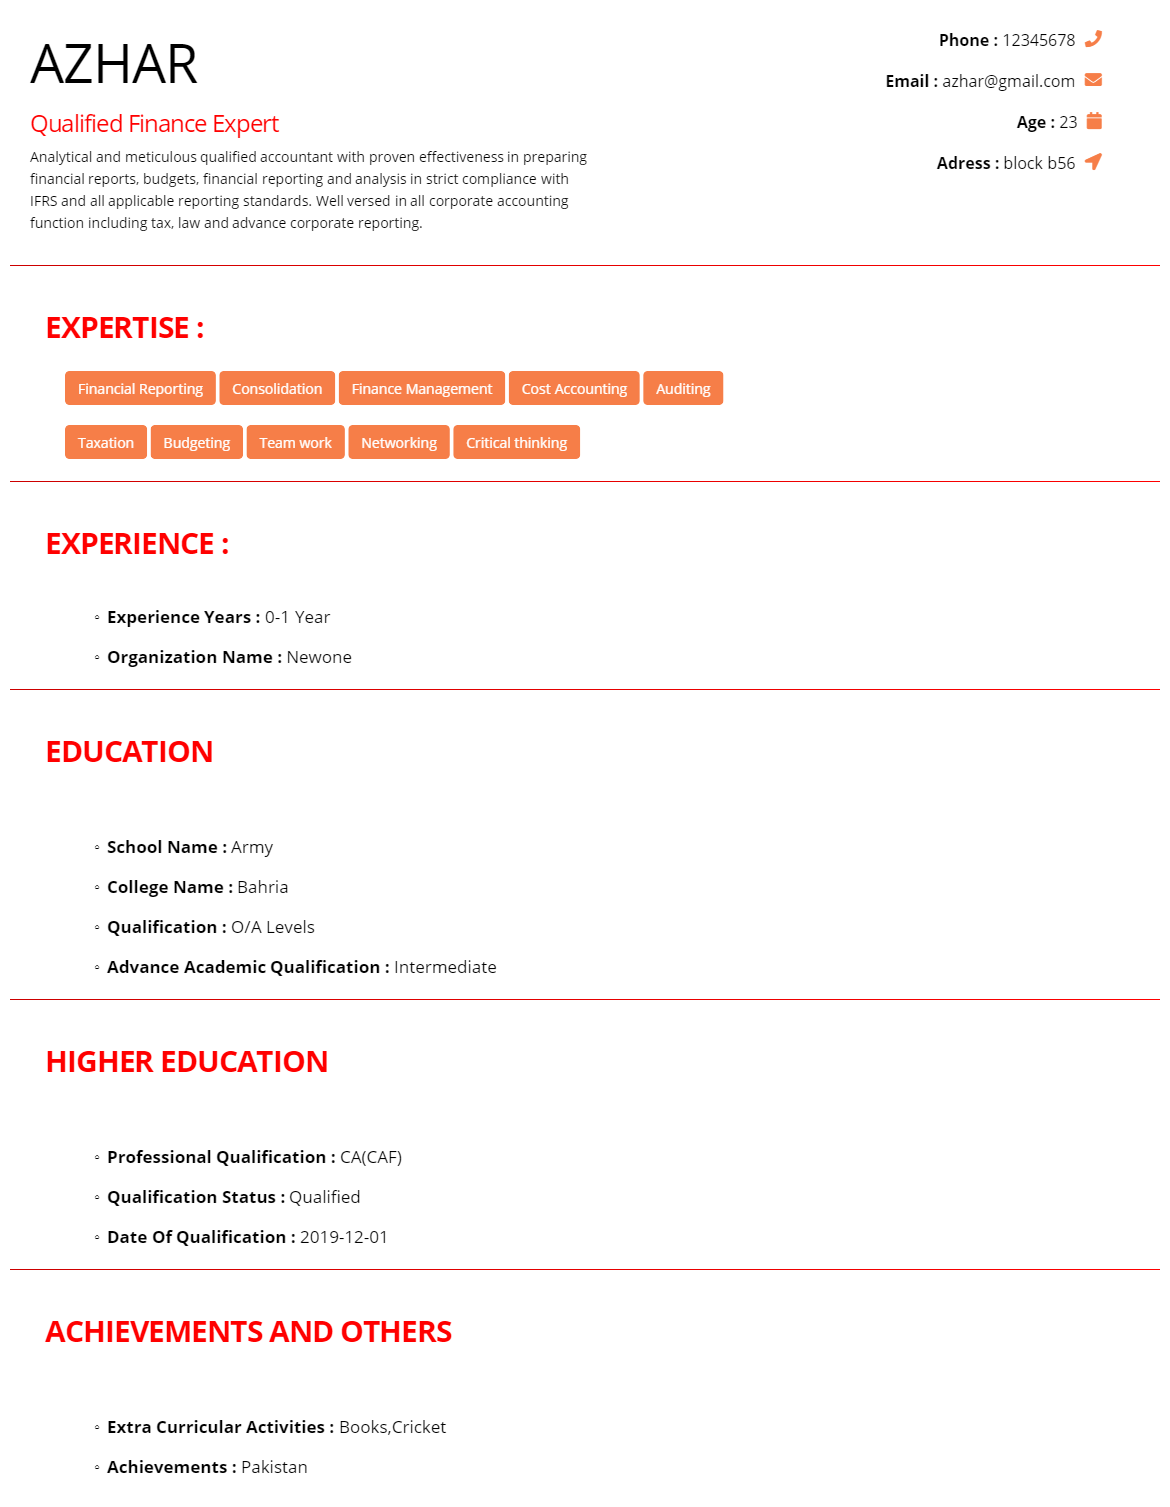 AZHAR
Qualified Finance Expert
Analytical and meticulous qualified accountant with proven effectiveness in preparing
financial reports, budgets, financial reporting and analysis in strict compliance with
IFRS and all applicable reporting standards. Well versed in all corporate accounting
function including tax, law and advance corporate reporting.
Phone : 12345678
Email : azhar@gmail.com
Age : 23
Adress : block b56
EXPERTISE :
Financial Reporting Consolidation Finance Management Cost Accounting Auditing
Taxation Budgeting Team work Networking Critical thinking
EXPERIENCE :
◦ Experience Years : 0-1 Year
◦ Organization Name : Newone
EDUCATION
◦ School Name : Army
◦ College Name : Bahria
◦ Qualification : O/A Levels
◦ Advance Academic Qualification : Intermediate
HIGHER EDUCATION
◦ Professional Qualification : CA(CAF)
◦ Qualification Status : Qualified
◦ Date Of Qualification : 2019-12-01
ACHIEVEMENTS AND OTHERS
◦ Extra Curricular Activities : Books,Cricket
◦ Achievements : Pakistan